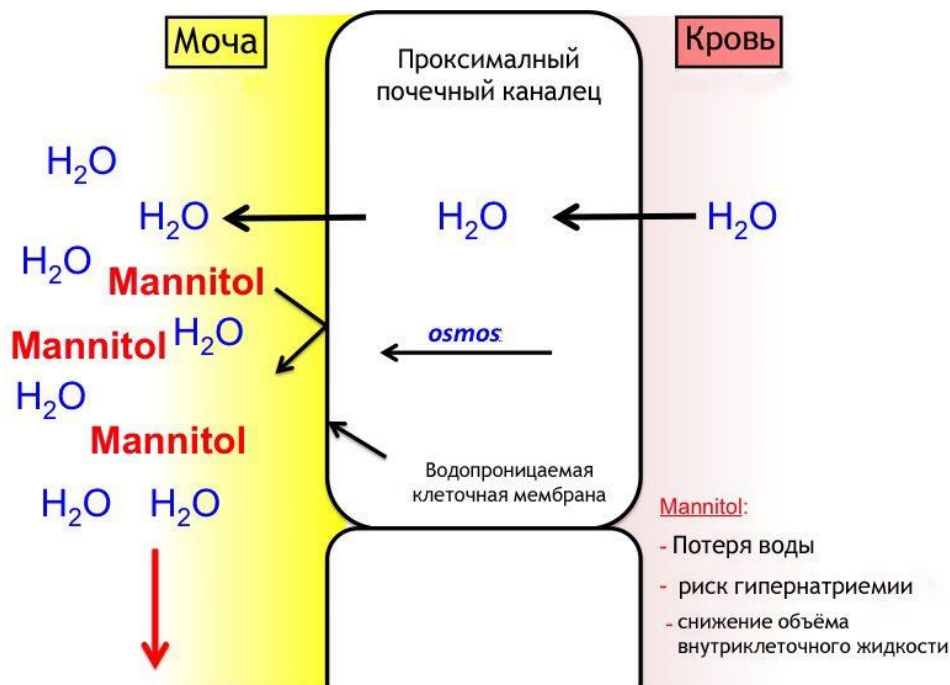 Моча
Проксималный
почечный каналец
Кровь
H₂O
H₂O
H₂O
H₂O
H₂O
Mannitol
H₂O
Mannitol
osmos:
H₂O
Mannitol
Водопроницаемая
клеточная мембрана
H₂O H₂O
Mannitol:
- Потеря воды
- риск гипернатриемии
- снижение объёма
внутриклеточного жидкости